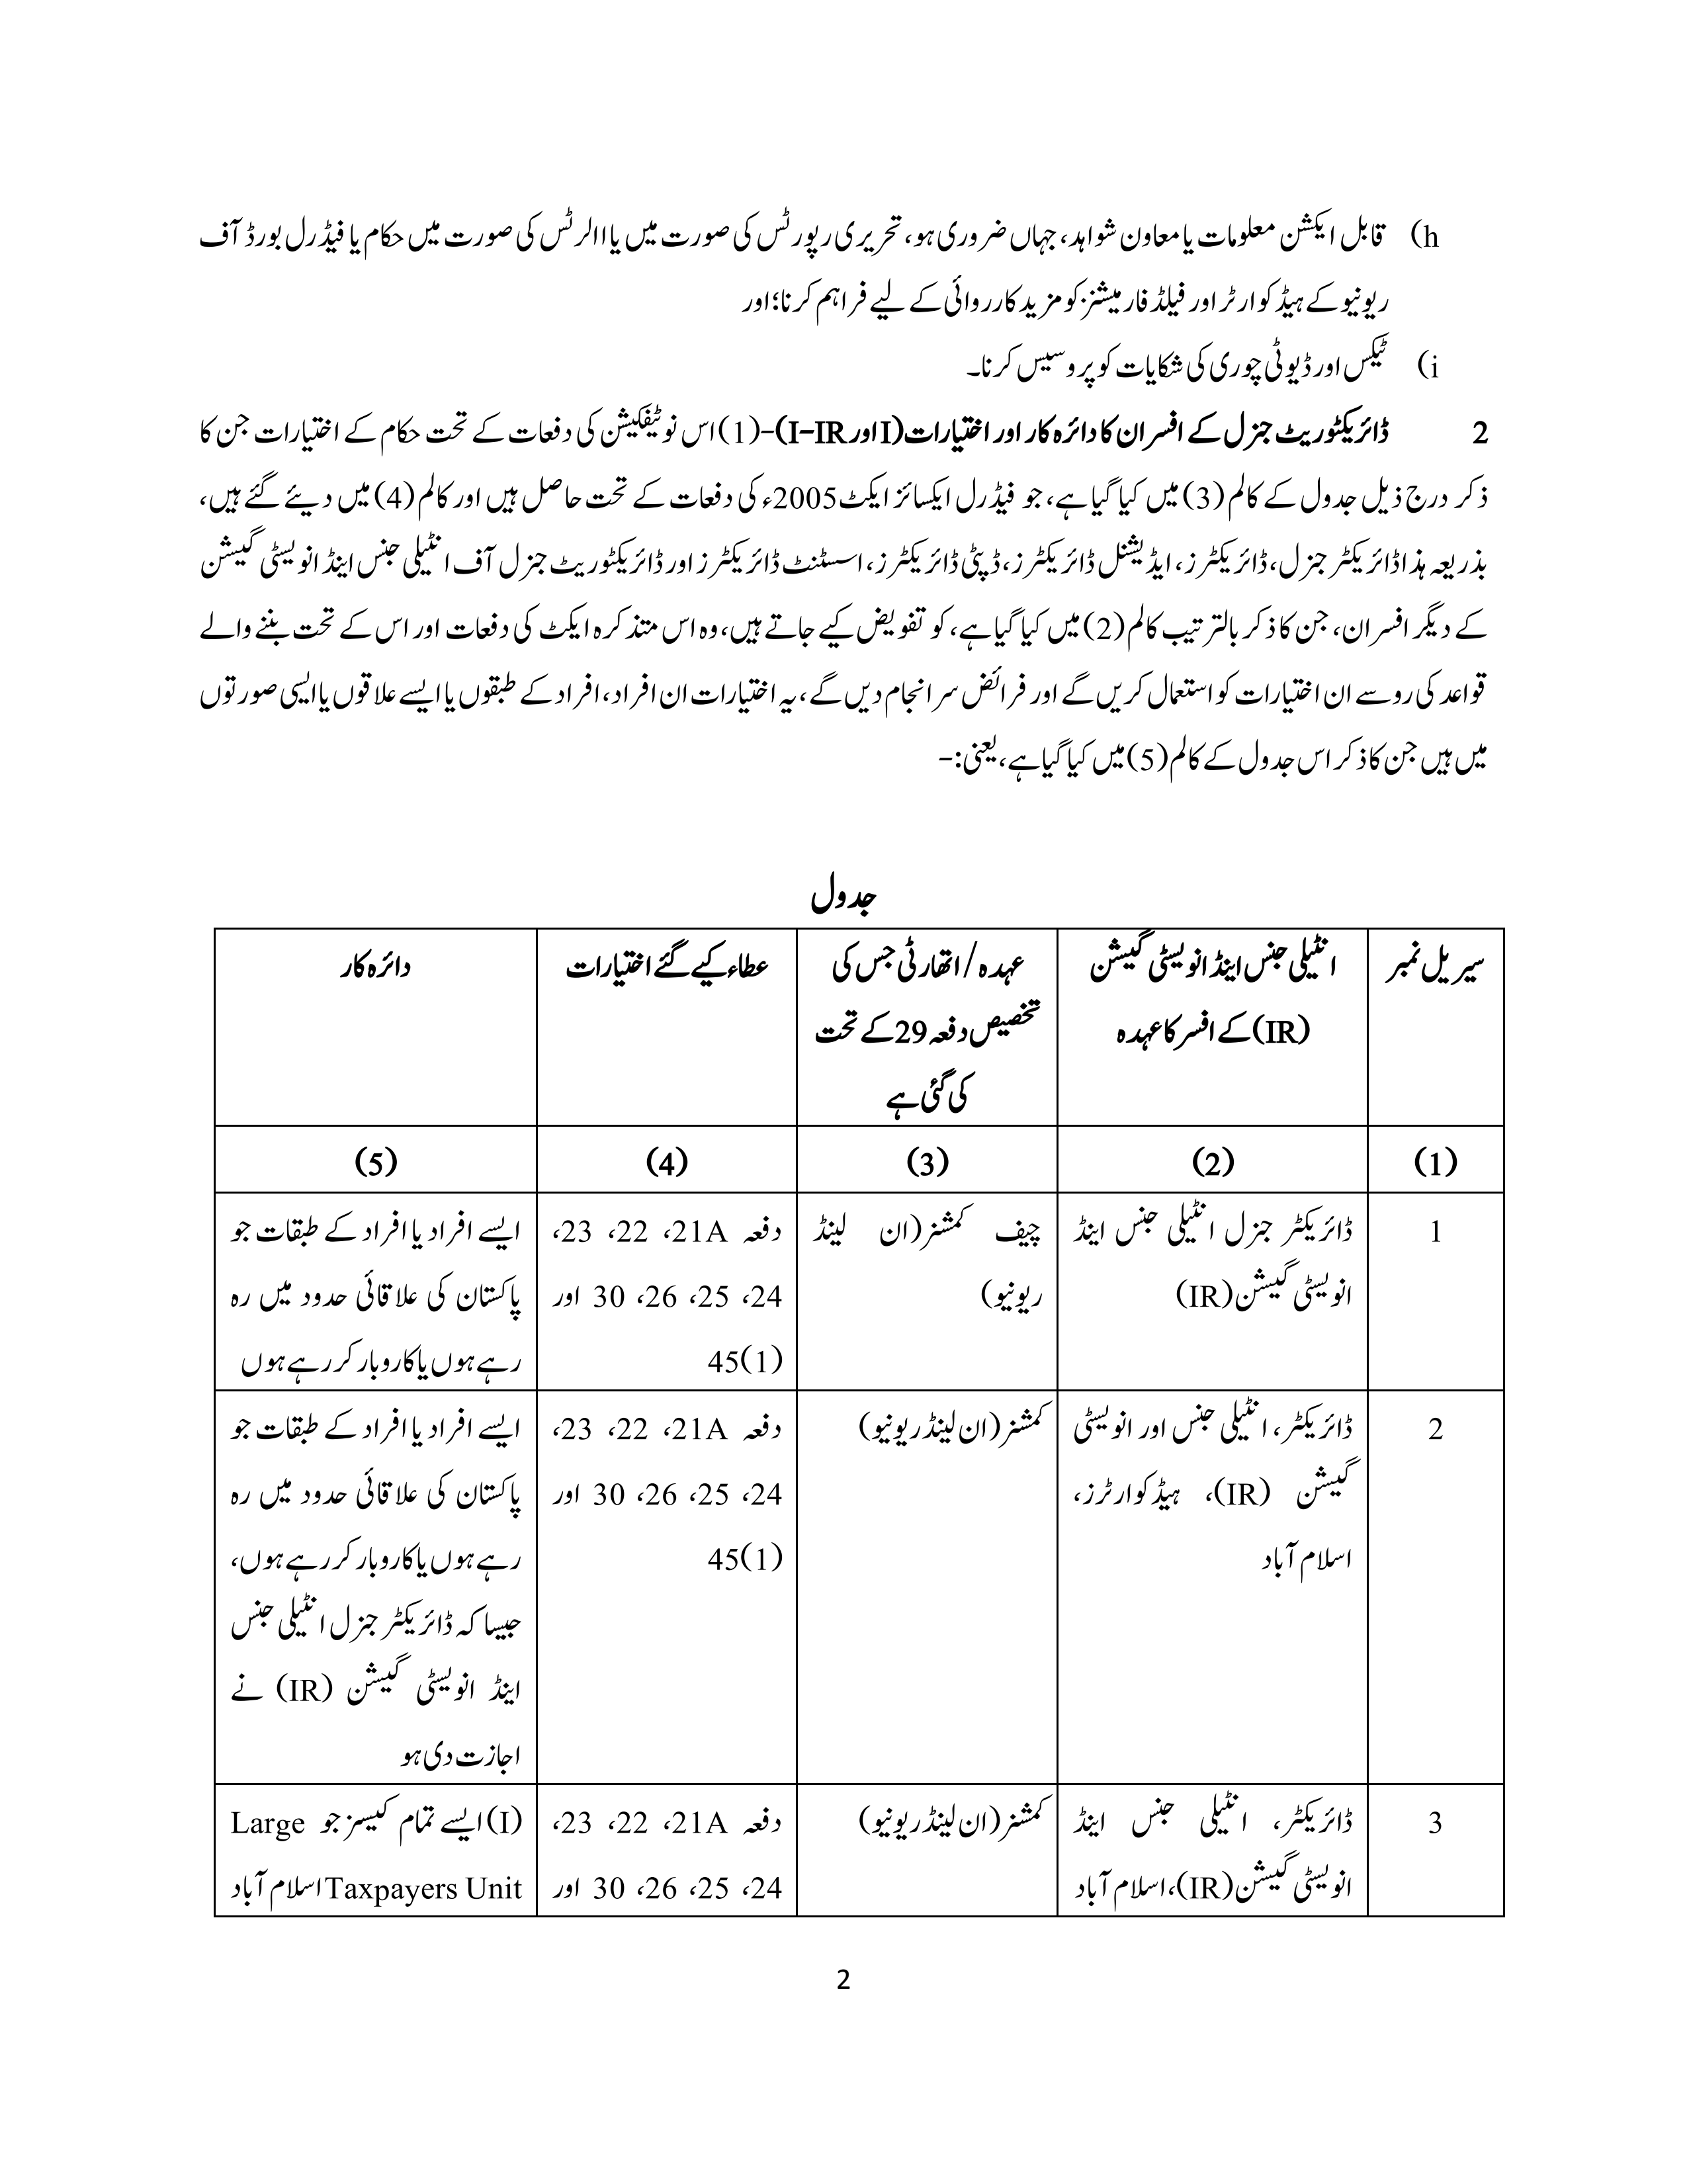 h) قابل ایکشن معلومات یا معاون شواہد، جہاں ضروری ہو، تحریری رپورٹس کی صورت میں یا االرٹس کی صورت میں حکام یا فیڈرل بورڈ آف
ریونیو کے ہیڈ کوارٹر اور فیلڈ فارمیشنز کو مزید کارروائی کے لیے فراہم کرنا؛ اور
i) ٹیکس اور ڈیوٹی چوری کی شکایات کو پروسیس کرنا۔
2 ڈائریکٹوریٹ جنرل کے افسران کا دائرہ کار اور اختیارات (I اور I-IR)-(1) اس نوٹیفکیشن کی دفعات کے تحت حکام کے اختیارات جن کا
ذکر درج ذیل جدول کے کالم (3) میں کیا گیا ہے، جو فیڈرل ایکسائز ایکٹ 2005ء کی دفعات کے تحت حاصل ہیں اور کالم (4) میں دیئے گئے ہیں،
بذریعہ ہذا ڈائریکٹر جنرل، ڈائریکٹرز، ایڈیشنل ڈائریکٹرز، ڈپٹی ڈائریکٹرز، اسسٹنٹ ڈائریکٹرز اور ڈائریکٹوریٹ جنرل آف انٹیلی جنس اینڈ انویسٹی گیشن
کے دیگر افسران، جن کا ذکر بالترتیب کالم (2) میں کیا گیا ہے، کو تفویض کیے جاتے ہیں، وہ اس متذکرہ ایکٹ کی دفعات اور اس کے تحت بننے والے
قواعد کی رو سے ان اختیارات کو استعمال کریں گے اور فرائض سرانجام دیں گے، یہ اختیارات ان افراد، افراد کے طبقوں یا ایسے علاقوں یا ایسی صورتوں
میں ہیں جن کا ذکر اس جدول کے کالم (5) میں کیا گیا ہے، یعنی:-
جدول
سیریل نمبر
انٹیلی جنس اینڈ انویسٹی گیشن
(IR) کے افسر کا عہدہ
عہدہ / اتھارٹی جس کی
تخصیص دفعہ 29 کے تحت
کی گئی ہے
عطاء کیے گئے اختیارات
دائرہ کار
(1)
(2)
(3)
(4)
(5)
1
ڈائریکٹر جنرل انٹیلی جنس اینڈ
انویسٹی گیشن (IR)
چیف کمشنر (ان لینڈ
ریونیو)
دفعہ 21A، 22، 23،
24، 25، 26، 30 اور
45(1)
ایسے افراد یا افراد کے طبقات جو
پاکستان کی علاقائی حدود میں رہ
رہے ہوں یا کاروبار کر رہے ہوں
2
ڈائریکٹر، انٹیلی جنس اور انویسٹی
گیشن (IR)، ہیڈ کوارٹرز،
اسلام آباد
کمشنر (ان لینڈ ریونیو)
دفعہ 21A، 22، 23،
24، 25، 26، 30 اور
45(1)
ایسے افراد یا افراد کے طبقات جو
پاکستان کی علاقائی حدود میں رہ
رہے ہوں یا کاروبار کر رہے ہوں،
جیسا کہ ڈائریکٹر جنرل انٹیلی جنس
اینڈ انویسٹی گیشن (IR) نے
اجازت دی ہو
3
ڈائریکٹر، انٹیلی جنس اینڈ
انویسٹی گیشن (IR)، اسلام آباد
کمشنر (ان لینڈ ریونیو)
دفعہ 21A، 22، 23،
24، 25، 26، 30 اور
(I) ایسے تمام کیسز جو Large
Taxpayers Unit اسلام آباد
2